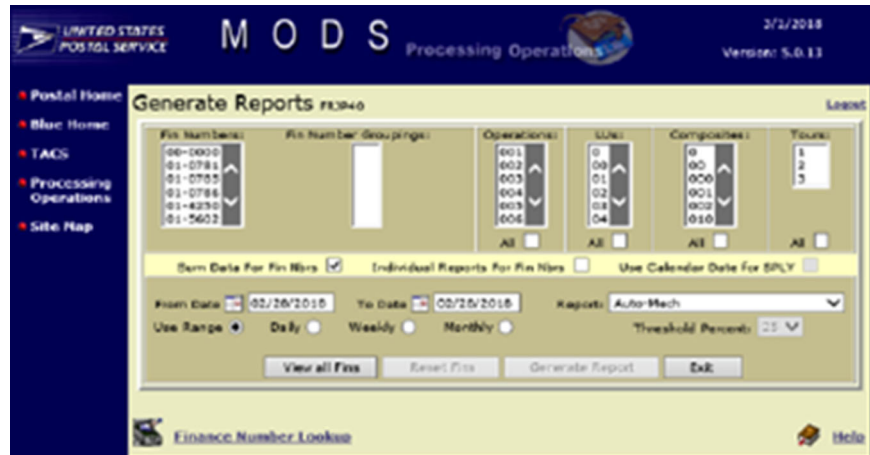 UNITED STATES
POSTAL SERVICE
MODS
Processing Operations
3/1/2018
Version: 5.0.13
Postal Home
Blue Home
TACS
Processing
Operations
Site Map
Generate Reports
Logout
Fin Numbers:
Fin Number Groupings:
Operations:
LUs:
Composites:
Tours:
00-0000
01-0781
01-0785
01-0786
01-4250
01-5602
001
002
003
004
005
006
0
00
01
02
03
04
0
00
000
001
002
010
1
2
3
All
All
All
All
Sum Data For Fin Nbrs
Individual Reports For Fin Nbrs
Use Calendar Date for SPLY
From Date 02/28/2018 To Date 02/28/2018 Report: Auto-Mech
Use Range Daily Weekly Monthly Threshold Percent: 25
View all Fins
Reset Fins
Generate Report
Exit
Finance Number Lookup
Help